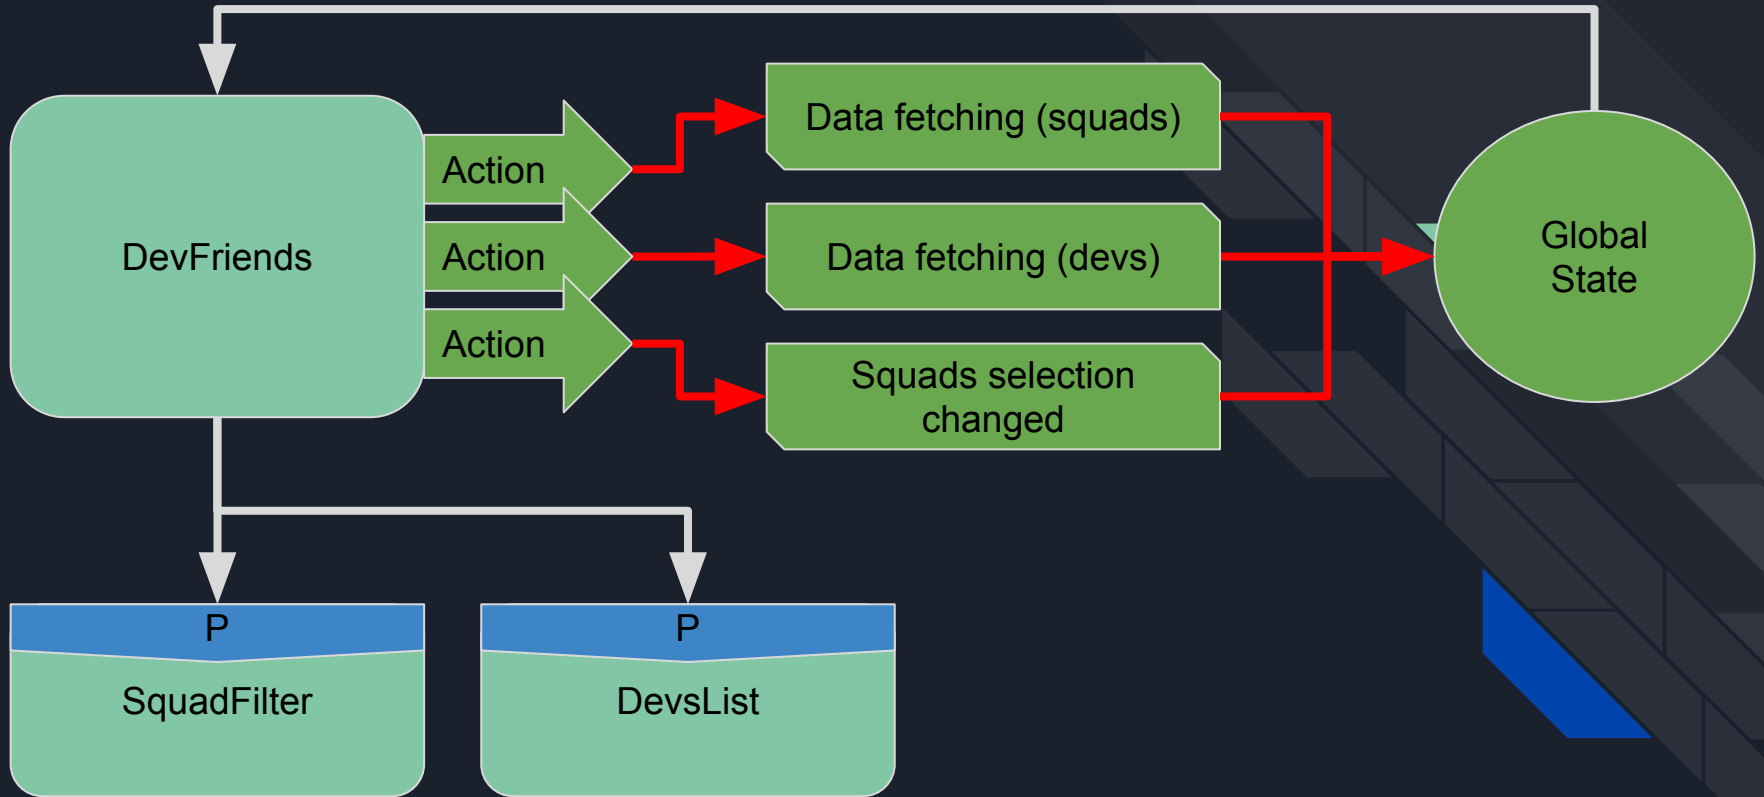 DevFriends
Action
Action
Action
Data fetching (squads)
Data fetching (devs)
Squads selection
changed
Global
State
P
SquadFilter
P
DevsList